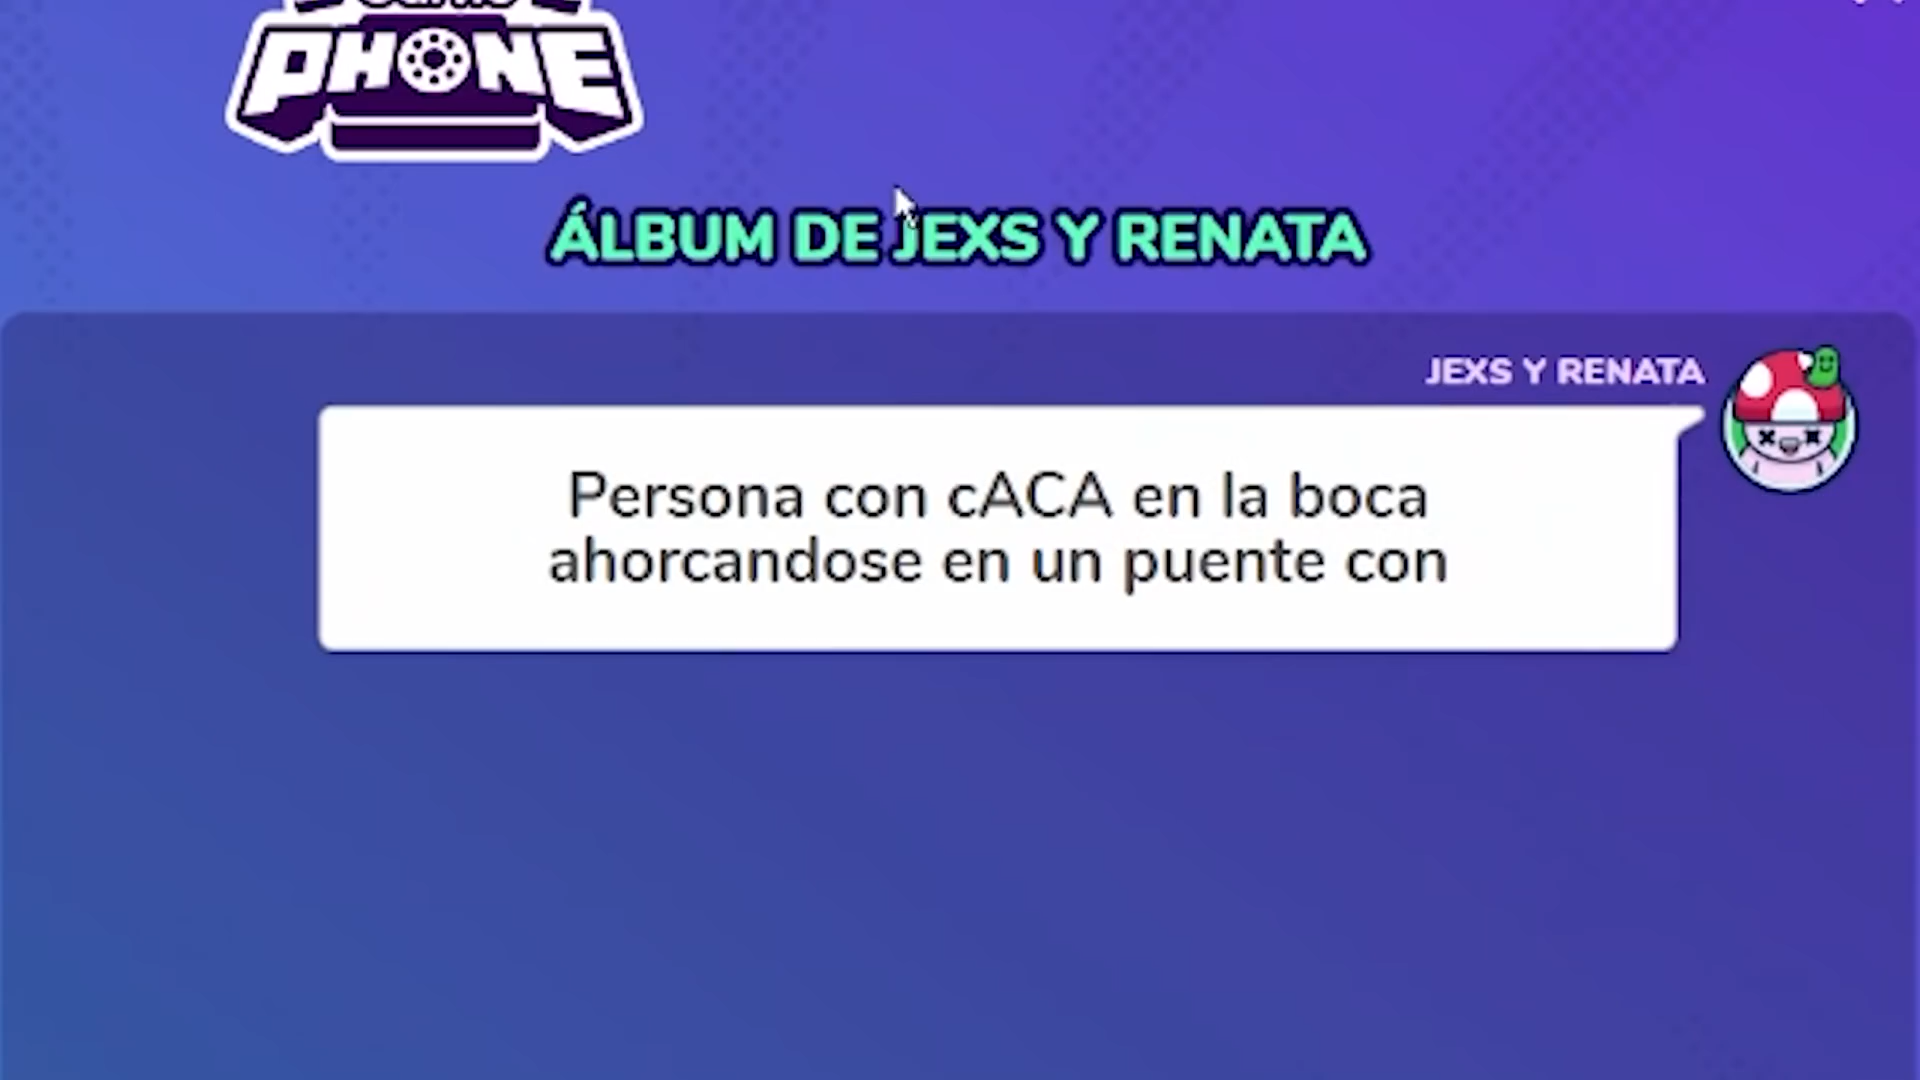 PHONE
ÁLBUM DE JEXS Y RENATA
JEXS Y RENATA
Persona con cACA en la boca
ahorcandose en un puente con